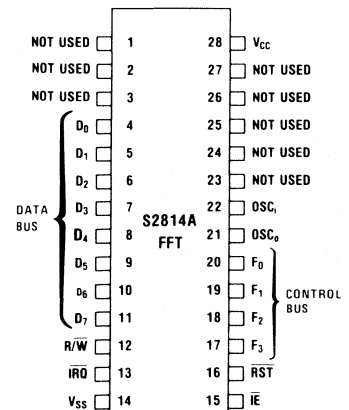 NOT USED 1 28 VCC
NOT USED 2 27 NOT USED
NOT USED 3 26 NOT USED
D0 4 25 NOT USED
D1 5 24 NOT USED
D2 6 23 NOT USED
D3 7 22 OSCi
D4 8 21 OSCo
D5 9 20 F0
D6 10 19 F1
D7 11 18 F2
R/W̅ 12 17 F3
I̅R̅Q̅ 13 16 R̅S̅T̅
VSS 14 15 I̅E̅
DATA
BUS
S2814A
FFT
CONTROL
BUS